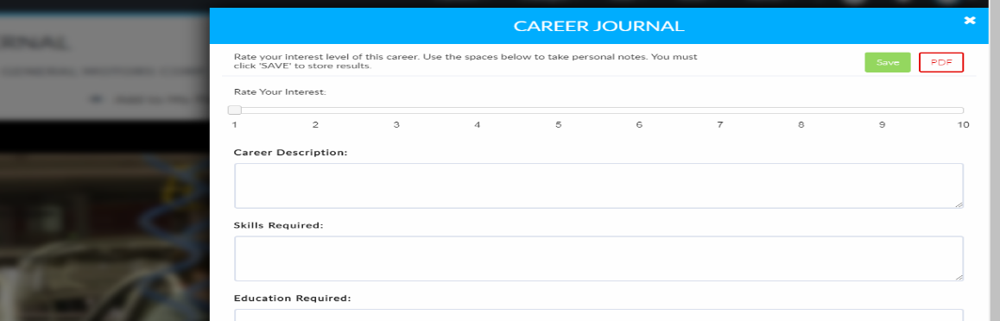 CAREER JOURNAL
Rate your interest level of this career. Use the spaces below to take personal notes. You must
click 'SAVE' to store results.
Save
PDF
Rate Your Interest:
1 2 3 4 5 6 7 8 9 10
Career Description:
Skills Required:
Education Required: